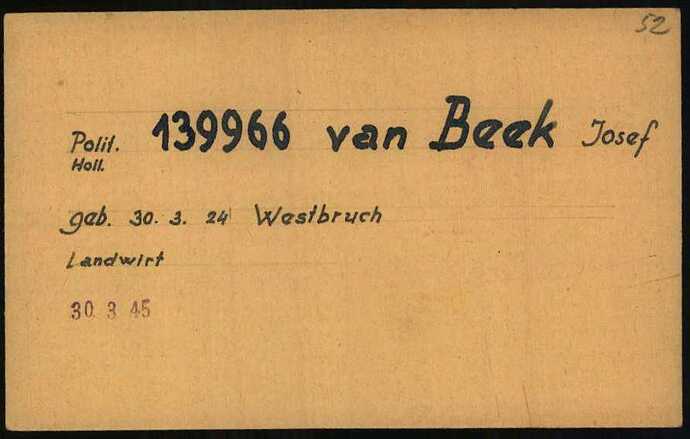 52
Polit. 139966 van Beek Josef
Holl.
geb. 30. 3. 24 Westbruch
Landwirt
30 3 45